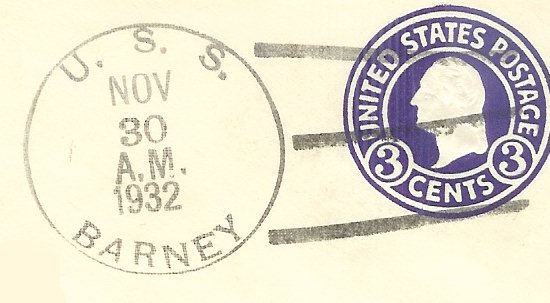 U. S. S.
NOV
30
A.M.
1932
BARNEY
UNITED STATES POSTAGE
3 3
CENTS